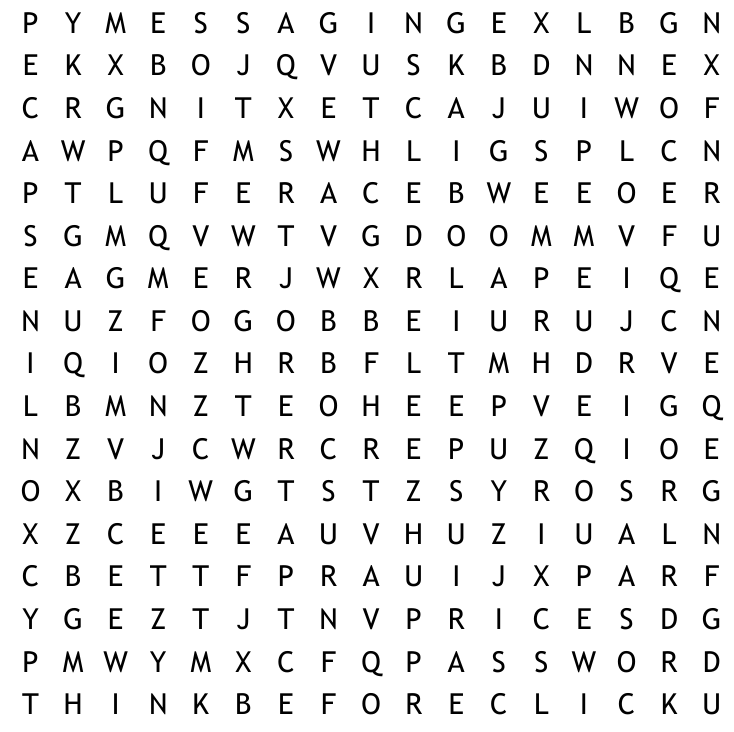 P Y M E S S A G I N G E X L B G N
E K X B O J Q V U S K B D N N E X
C R G N I T X E T C A J U I W O F
A W P Q F M S W H L I G S P L C N
P T L U F E R A C E B W E E O E R
S G M Q V W T V G D O O M M V F U
E A G M E R J W X R L A P E I Q E
N U Z F O G O B B E I U R U J C N
I Q I O Z H R B F L T M H D R V E
L B M N Z T E O H E E P V E I G Q
N Z V J C W R C R E P U Z Q I O E
O X B I W G T S T Z S Y R O S R G
X Z C E E E A U V H U Z I U A L N
C B E T T F P R A U I J X P A R F
Y G E Z T J T N V P R I C E S D G
P M W Y M X C F Q P A S S W O R D
T H I N K B E F O R E C L I C K U